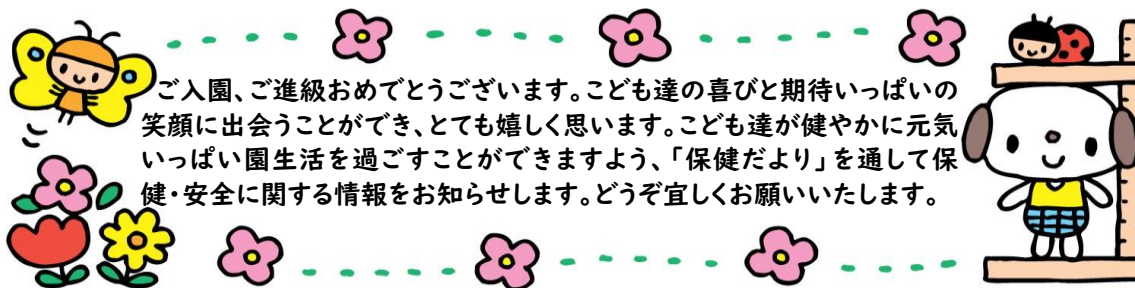 ご入園、ご進級おめでとうございます。こども達の喜びと期待いっぱいの
笑顔に出会うことができ、とても嬉しく思います。こども達が健やかに元気
いっぱい園生活を過ごすことができますよう、「保健だより」を通して保
健・安全に関する情報をお知らせします。どうぞ宜しくお願いいたします。